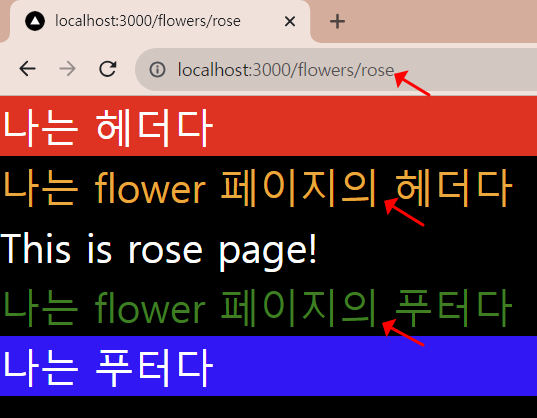 localhost:3000/flowers/rose
localhost:3000/flowers/rose
나는 헤더다
나는 flower 페이지의 헤더다
This is rose page!
나는 flower 페이지의 푸터다
나는 푸터다